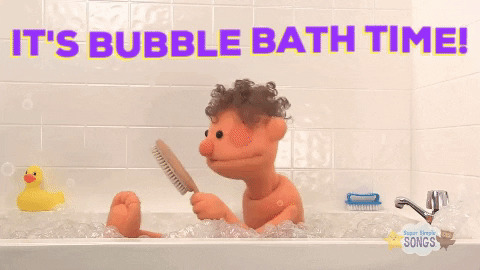 IT'S BUBBLE BATH TIME!
Super Simple
SONGS